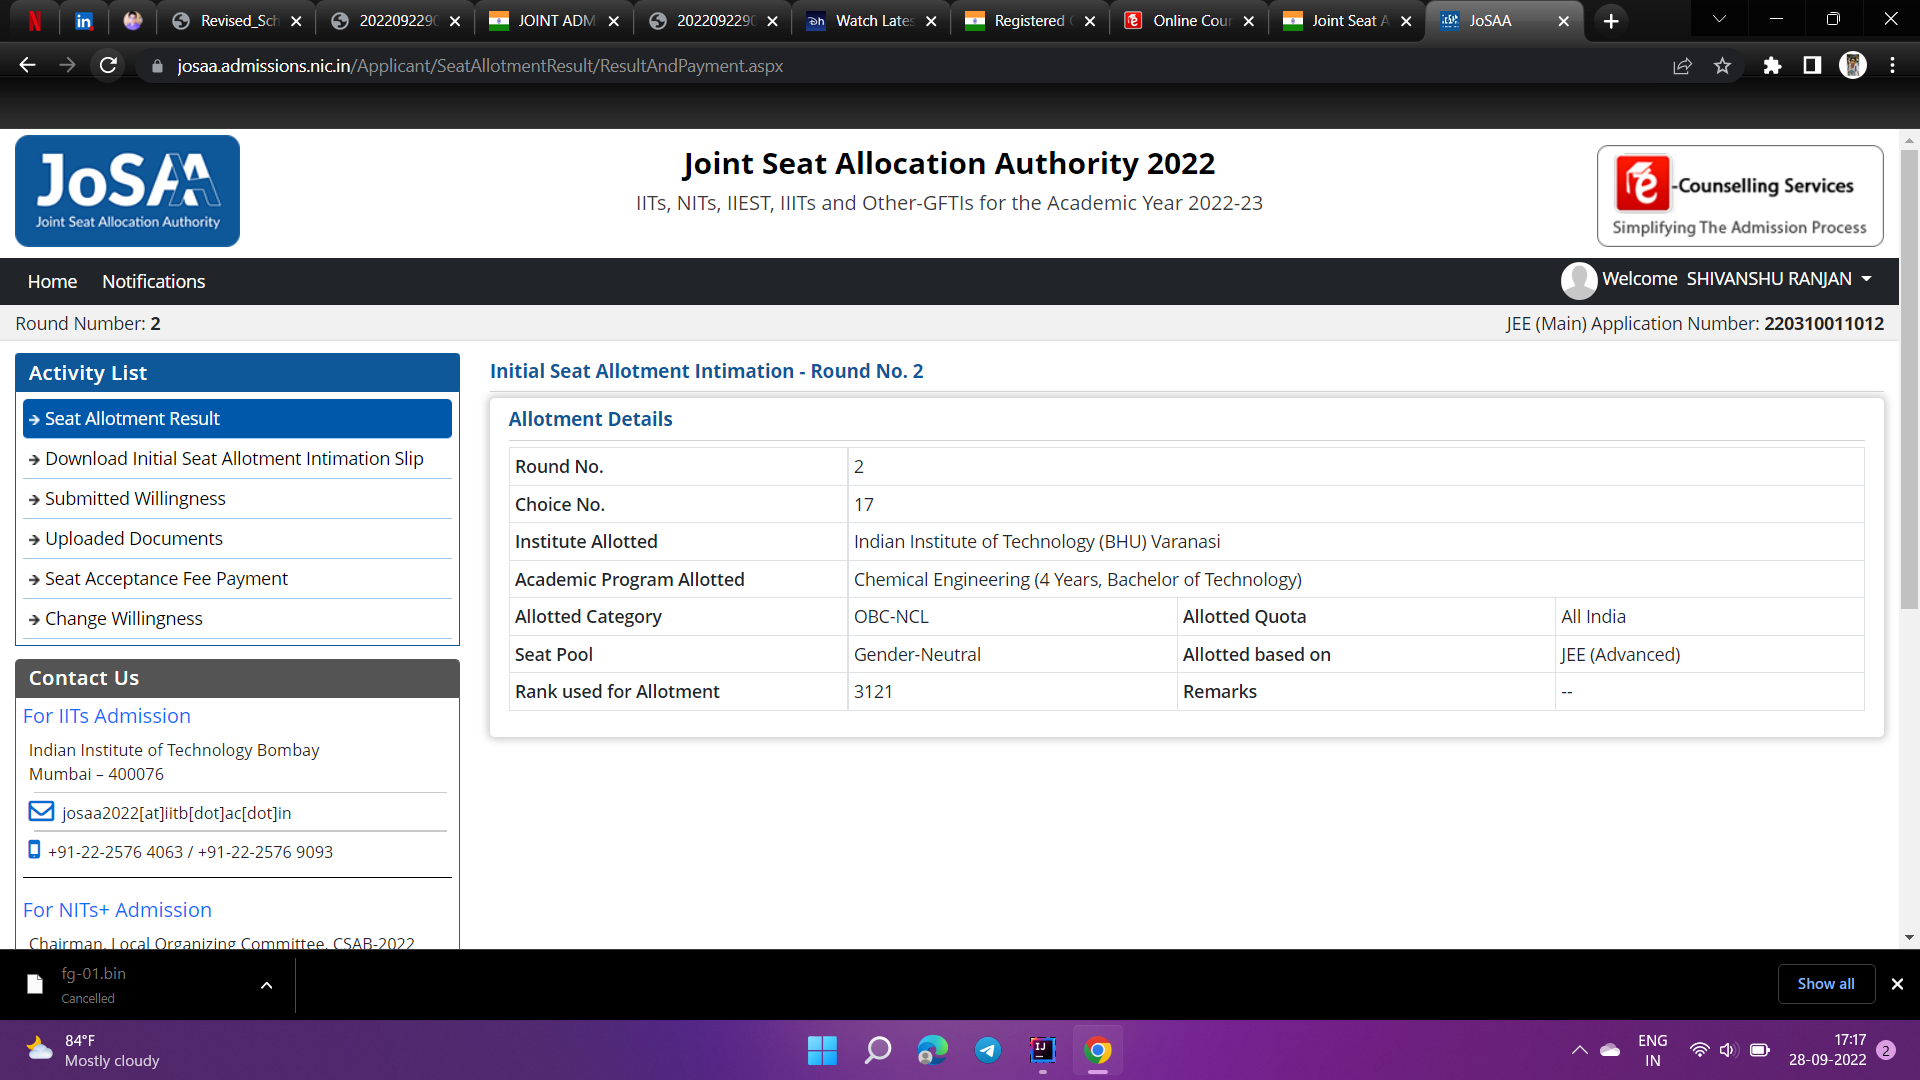 Revised_Sch
2022092290
JOINT ADM
2022092290
Watch Lates
Registered
Online Cour
Joint Seat A
JoSAA
josaa.admissions.nic.in/Applicant/SeatAllotmentResult/ResultAndPayment.aspx
JoSAA
Joint Seat Allocation Authority
Joint Seat Allocation Authority 2022
IITs, NITs, IIEST, IIITs and Other-GFTIs for the Academic Year 2022-23
e-Counselling Services
Simplifying The Admission Process
Home
Notifications
Welcome SHIVANSHU RANJAN
Round Number: 2
JEE (Main) Application Number: 220310011012
Activity List
Seat Allotment Result
Download Initial Seat Allotment Intimation Slip
Submitted Willingness
Uploaded Documents
Seat Acceptance Fee Payment
Change Willingness
Contact Us
For IITs Admission
Indian Institute of Technology Bombay
Mumbai – 400076
josaa2022[at]iitb[dot]ac[dot]in
+91-22-2576 4063 / +91-22-2576 9093
For NITs+ Admission
Chairman, Local Organizing Committee, CSAB-2022
Initial Seat Allotment Intimation - Round No. 2
Allotment Details
Round No. 2
Choice No. 17
Institute Allotted Indian Institute of Technology (BHU) Varanasi
Academic Program Allotted Chemical Engineering (4 Years, Bachelor of Technology)
Allotted Category OBC-NCL Allotted Quota All India
Seat Pool Gender-Neutral Allotted based on JEE (Advanced)
Rank used for Allotment 3121 Remarks --
fg-01.bin
Cancelled
Show all
84°F
Mostly cloudy
ENG
IN
17:17
28-09-2022
2